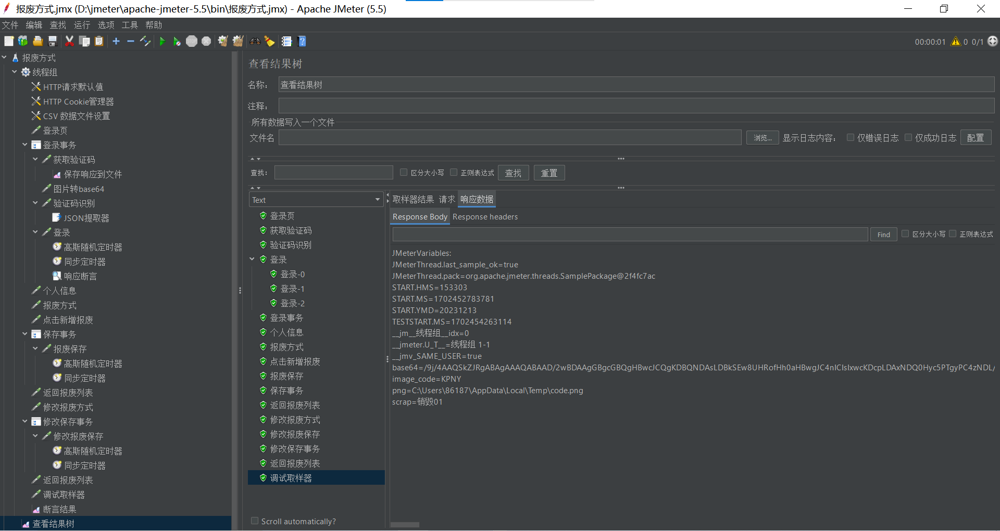 报废方式.jmx (D:\jmeter\apache-jmeter-5.5\bin\报废方式.jmx) - Apache JMeter (5.5)
文件 编辑 查找 运行 选项 工具 帮助
00:00:01 0 0/1
报废方式
线程组
HTTP请求默认值
HTTP Cookie管理器
CSV 数据文件设置
登录页
登录事务
获取验证码
保存响应到文件
图片转base64
验证码识别
JSON提取器
登录
高斯随机定时器
同步定时器
响应断言
个人信息
报废方式
点击新增报废
保存事务
报废保存
高斯随机定时器
同步定时器
返回报废列表
修改报废方式
修改保存事务
修改报废保存
高斯随机定时器
同步定时器
返回报废列表
调试取样器
断言结果
查看结果树
查看结果树
名称： 查看结果树
注释：
所有数据写入一个文件
文件名 浏览... 显示日志内容： 仅错误日志 仅成功日志 配置
查找: 区分大小写 正则表达式 查找 重置
Text
登录页
获取验证码
验证码识别
登录
登录-0
登录-1
登录-2
登录事务
个人信息
报废方式
点击新增报废
报废保存
保存事务
返回报废列表
修改报废方式
修改报废保存
修改保存事务
返回报废列表
调试取样器
Scroll automatically?
取样器结果 请求 响应数据
Response Body Response headers
Find 区分大小写 正则表达式
JMeterVariables:
JMeterThread.last_sample_ok=true
JMeterThread.pack=org.apache.jmeter.threads.SamplePackage@2f4fc7ac
START.HMS=153303
START.MS=1702452783781
START.YMD=20231213
TESTSTART.MS=1702454263114
__jm__线程组__idx=0
__jmeter.U_T__=线程组 1-1
__jmv_SAME_USER=true
base64=/9j/4AAQSkZJRgABAgAAAQABAAD/2wBDAAgGBgcGBQgHBwcJCQgKDBQNDAsLDBkSEw8UHRofHh0aHBwgJC4nICIsIxwcKDcpLDAxNDQ0Hyc5PTgyPC4zNDL/
image_code=KPNY
png=C:\Users\86187\AppData\Local\Temp\code.png
scrap=销毁01